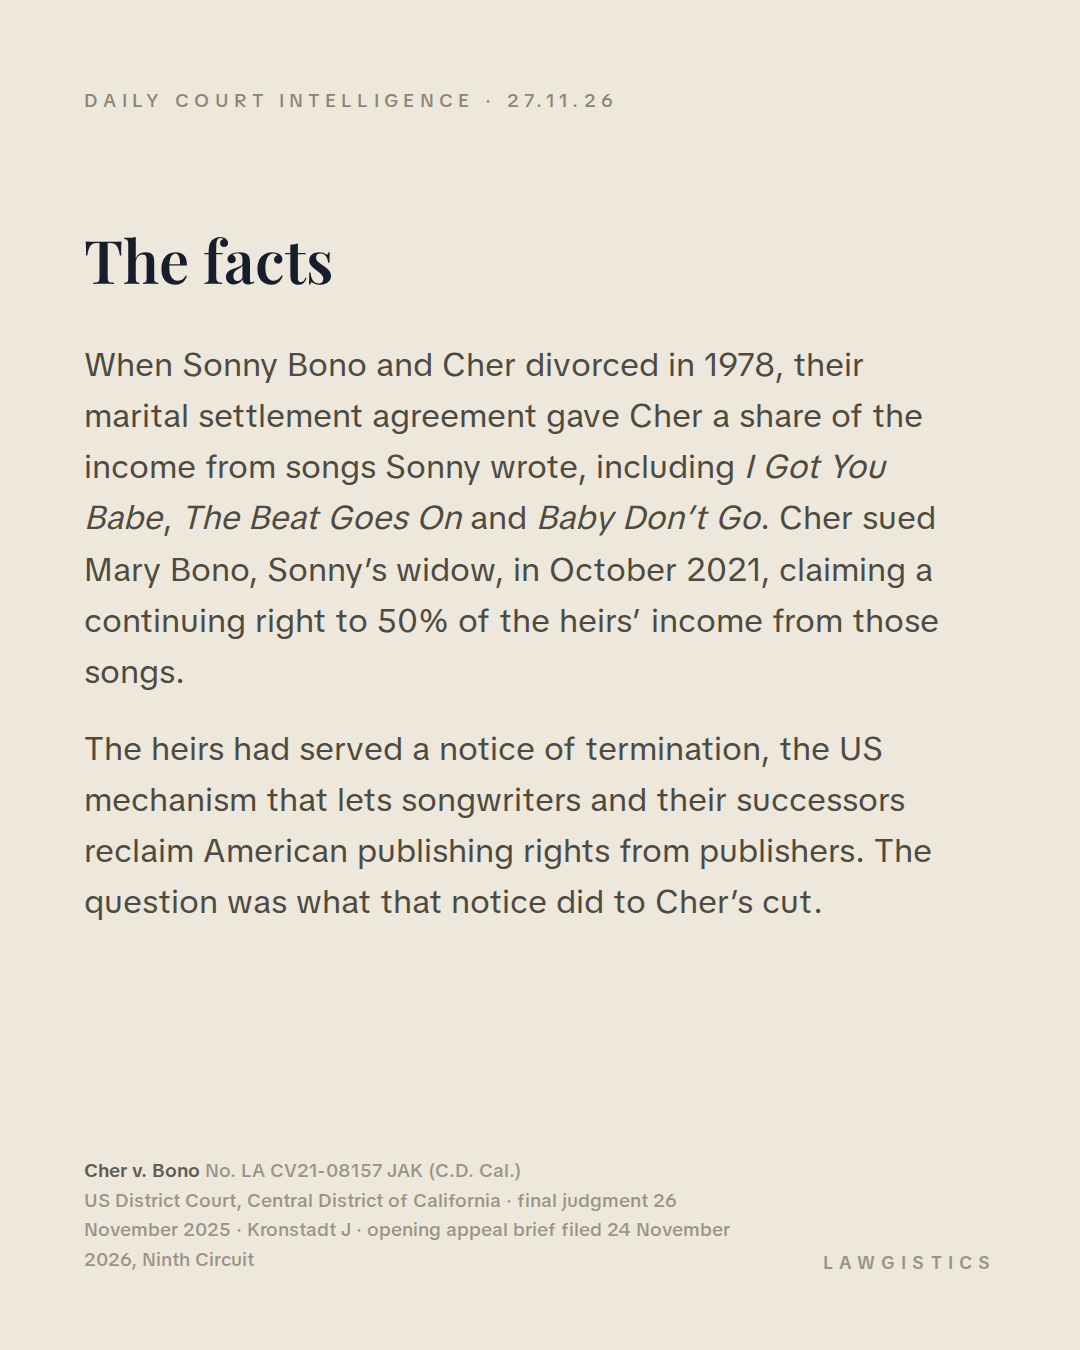 DAILY COURT INTELLIGENCE · 27.11.26
The facts
When Sonny Bono and Cher divorced in 1978, their
marital settlement agreement gave Cher a share of the
income from songs Sonny wrote, including I Got You
Babe, The Beat Goes On and Baby Don’t Go. Cher sued
Mary Bono, Sonny’s widow, in October 2021, claiming a
continuing right to 50% of the heirs’ income from those
songs.
The heirs had served a notice of termination, the US
mechanism that lets songwriters and their successors
reclaim American publishing rights from publishers. The
question was what that notice did to Cher’s cut.
Cher v. Bono No. LA CV21-08157 JAK (C.D. Cal.)
US District Court, Central District of California · final judgment 26
November 2025 · Kronstadt J · opening appeal brief filed 24 November
2026, Ninth Circuit
LAWGISTICS